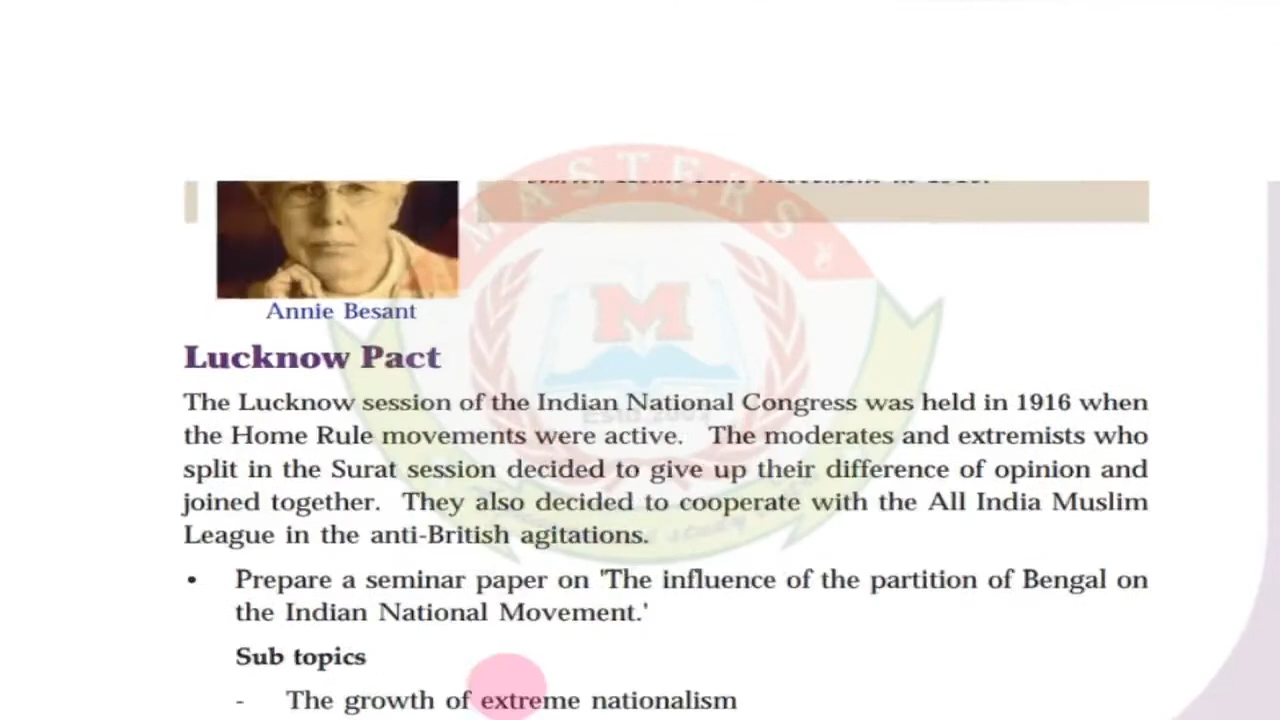 MASTERS
M
Annie Besant
Lucknow Pact
The Lucknow session of the Indian National Congress was held in 1916 when
the Home Rule movements were active. The moderates and extremists who
split in the Surat session decided to give up their difference of opinion and
joined together. They also decided to cooperate with the All India Muslim
League in the anti-British agitations.
• Prepare a seminar paper on 'The influence of the partition of Bengal on
the Indian National Movement.'
Sub topics
- The growth of extreme nationalism